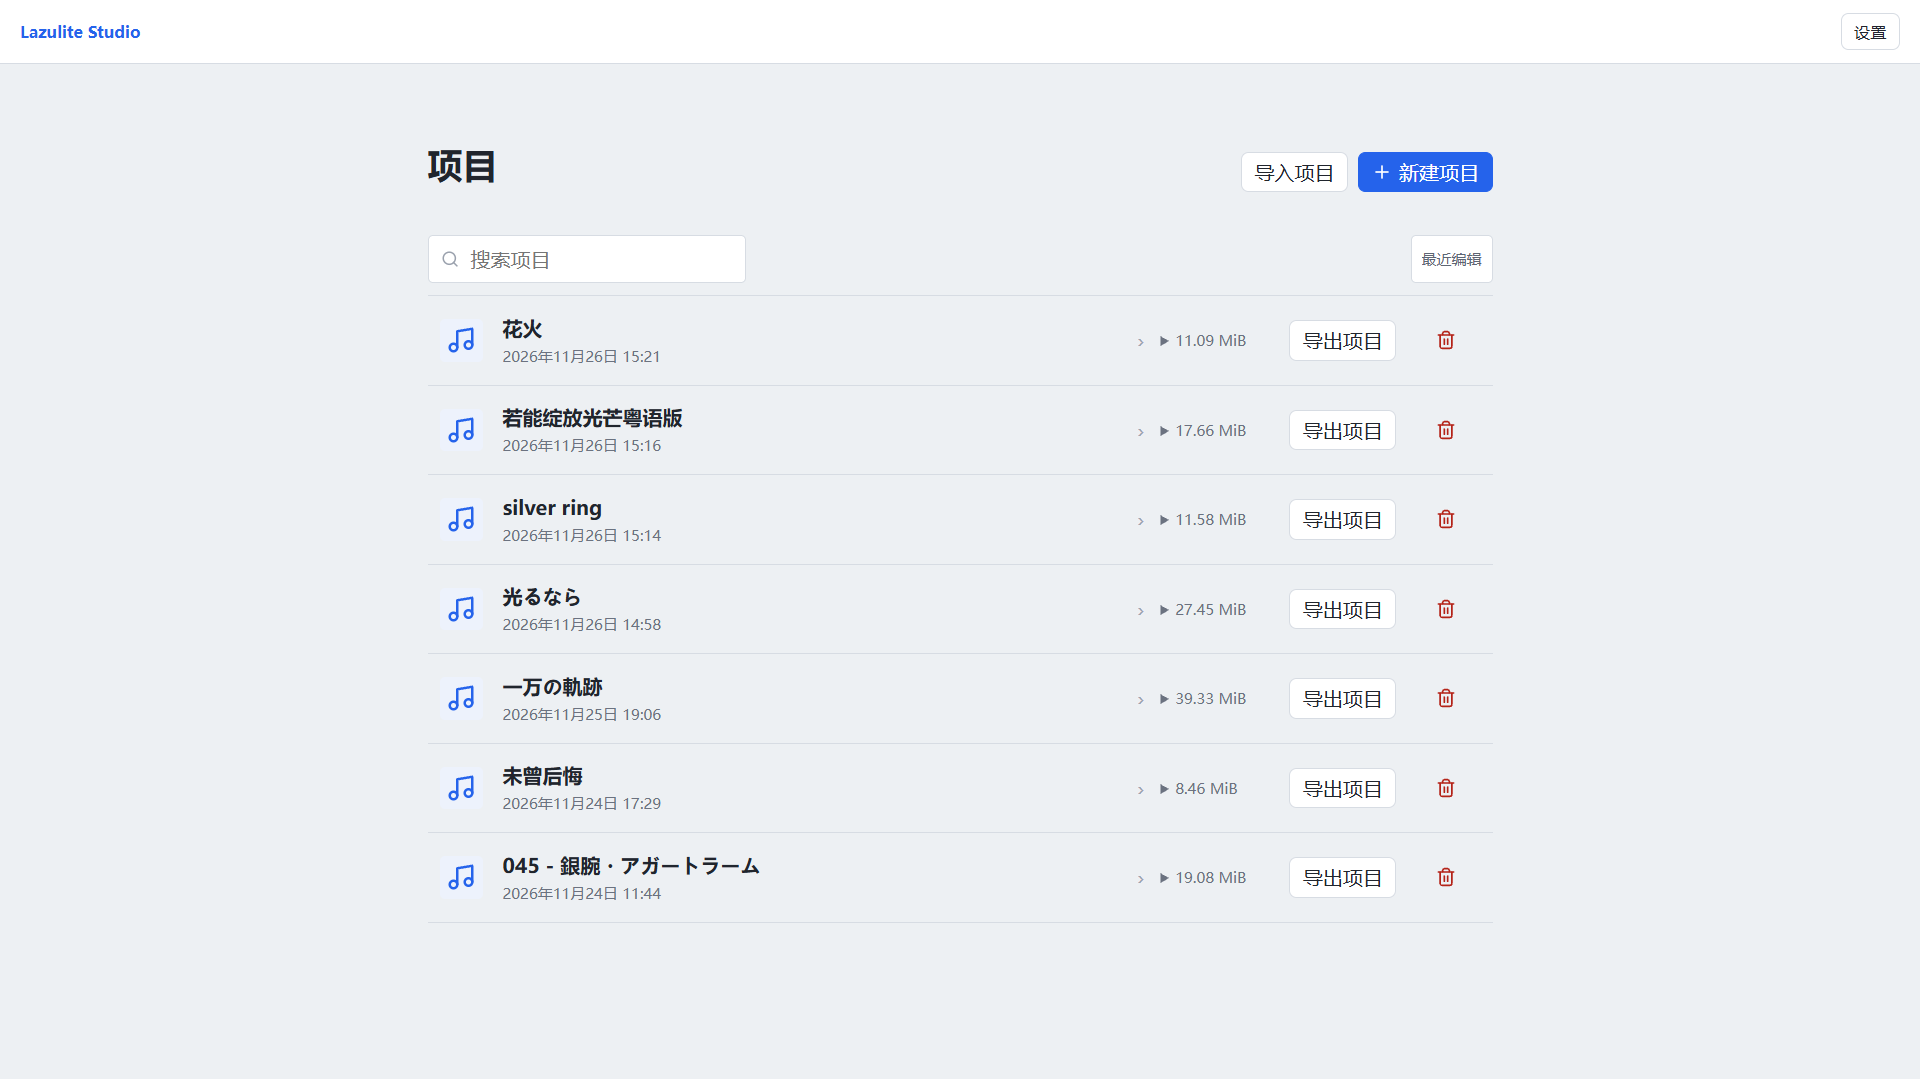 Lazulite Studio
设置
项目
导入项目
+ 新建项目
搜索项目
最近编辑
花火
2026年11月26日 15:21
› ▶ 11.09 MiB
导出项目
若能绽放光芒粤语版
2026年11月26日 15:16
› ▶ 17.66 MiB
导出项目
silver ring
2026年11月26日 15:14
› ▶ 11.58 MiB
导出项目
光るなら
2026年11月26日 14:58
› ▶ 27.45 MiB
导出项目
一万の軌跡
2026年11月25日 19:06
› ▶ 39.33 MiB
导出项目
未曾后悔
2026年11月24日 17:29
› ▶ 8.46 MiB
导出项目
045 - 銀腕・アガートラーム
2026年11月24日 11:44
› ▶ 19.08 MiB
导出项目